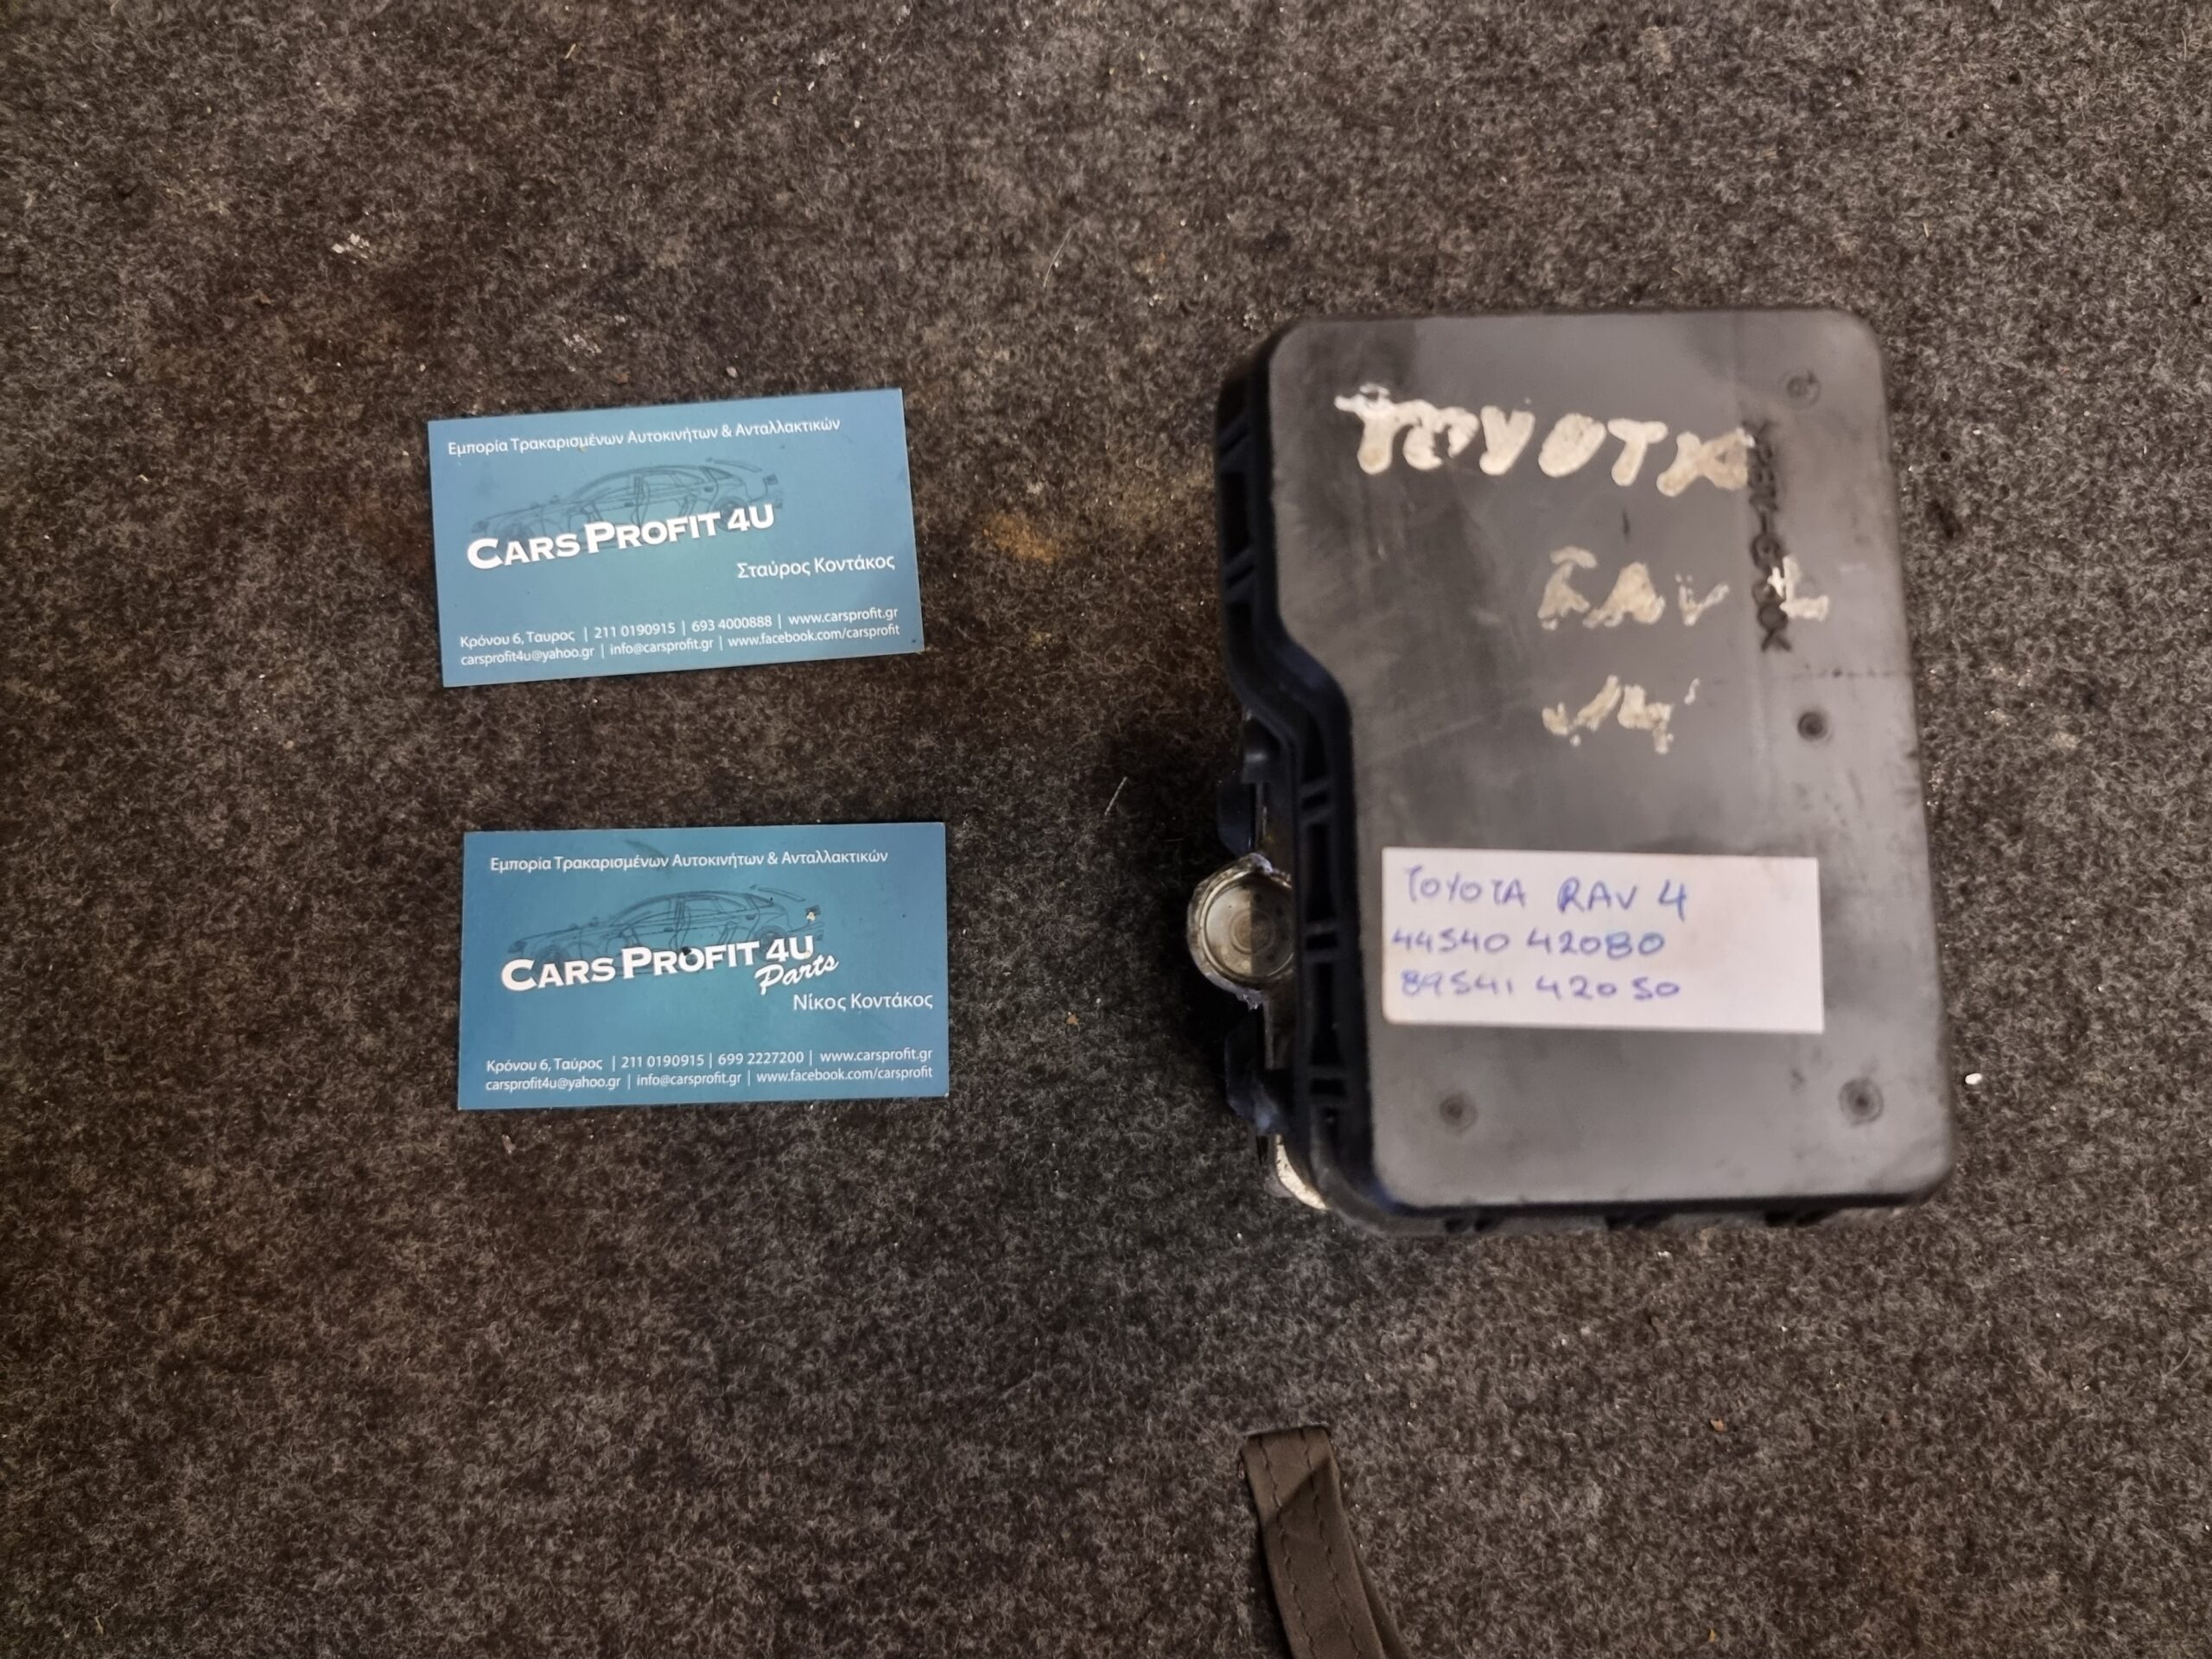 Εμπορία Τρακαρισμένων Αυτοκινήτων & Ανταλλακτικών
CARS PROFIT 4U
Σταύρος Κοντάκος
Κρόνου 6, Ταυρος | 211 0190915 | 693 4000888 | www.carsprofit.gr
carsprofit4u@yahoo.gr | info@carsprofit.gr | www.facebook.com/carsprofit
Εμπορία Τρακαρισμένων Αυτοκινήτων & Ανταλλακτικών
CARS PROFIT 4U
Parts
Νίκος Κοντάκος
Κρόνου 6, Ταύρος | 211 0190915 | 699 2227200 | www.carsprofit.gr
carsprofit4u@yahoo.gr | info@carsprofit.gr | www.facebook.com/carsprofit
TOYOTA
RAV 4
TOYOTA RAV 4
44540 42080
89541 42050